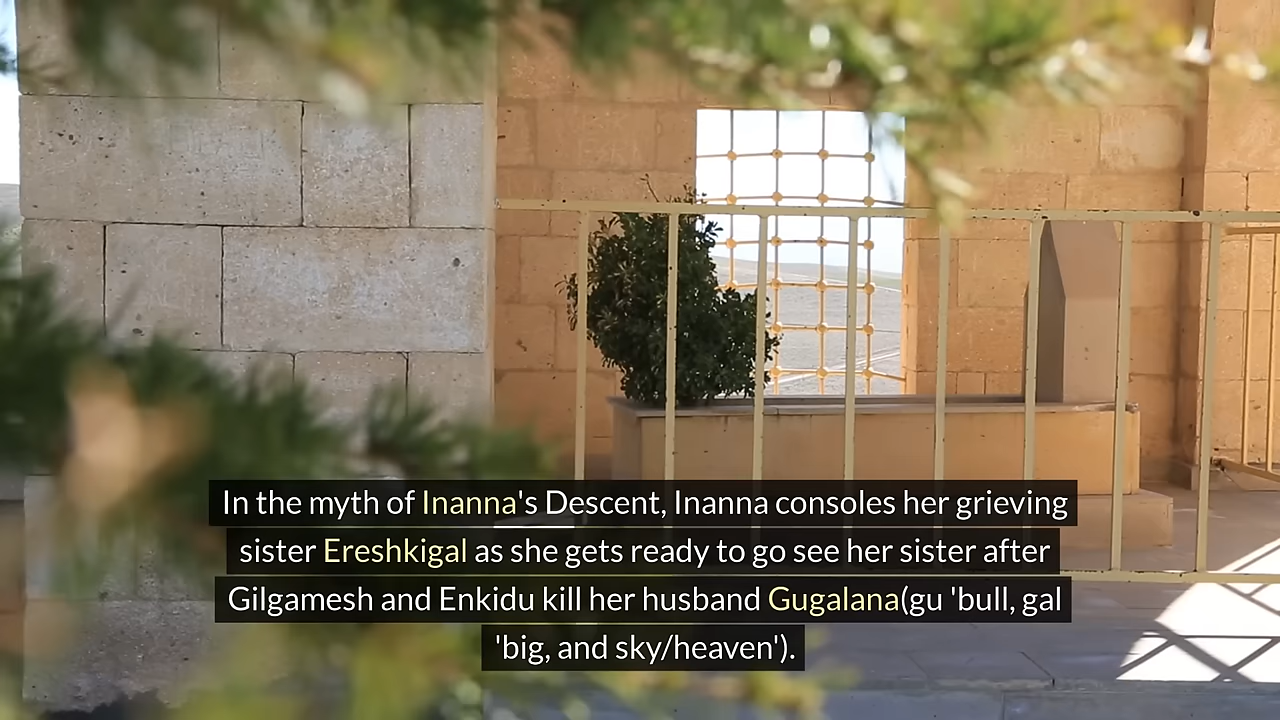 In the myth of Inanna's Descent, Inanna consoles her grieving
sister Ereshkigal as she gets ready to go see her sister after
Gilgamesh and Enkidu kill her husband Gugalana(gu 'bull, gal
'big, and sky/heaven').